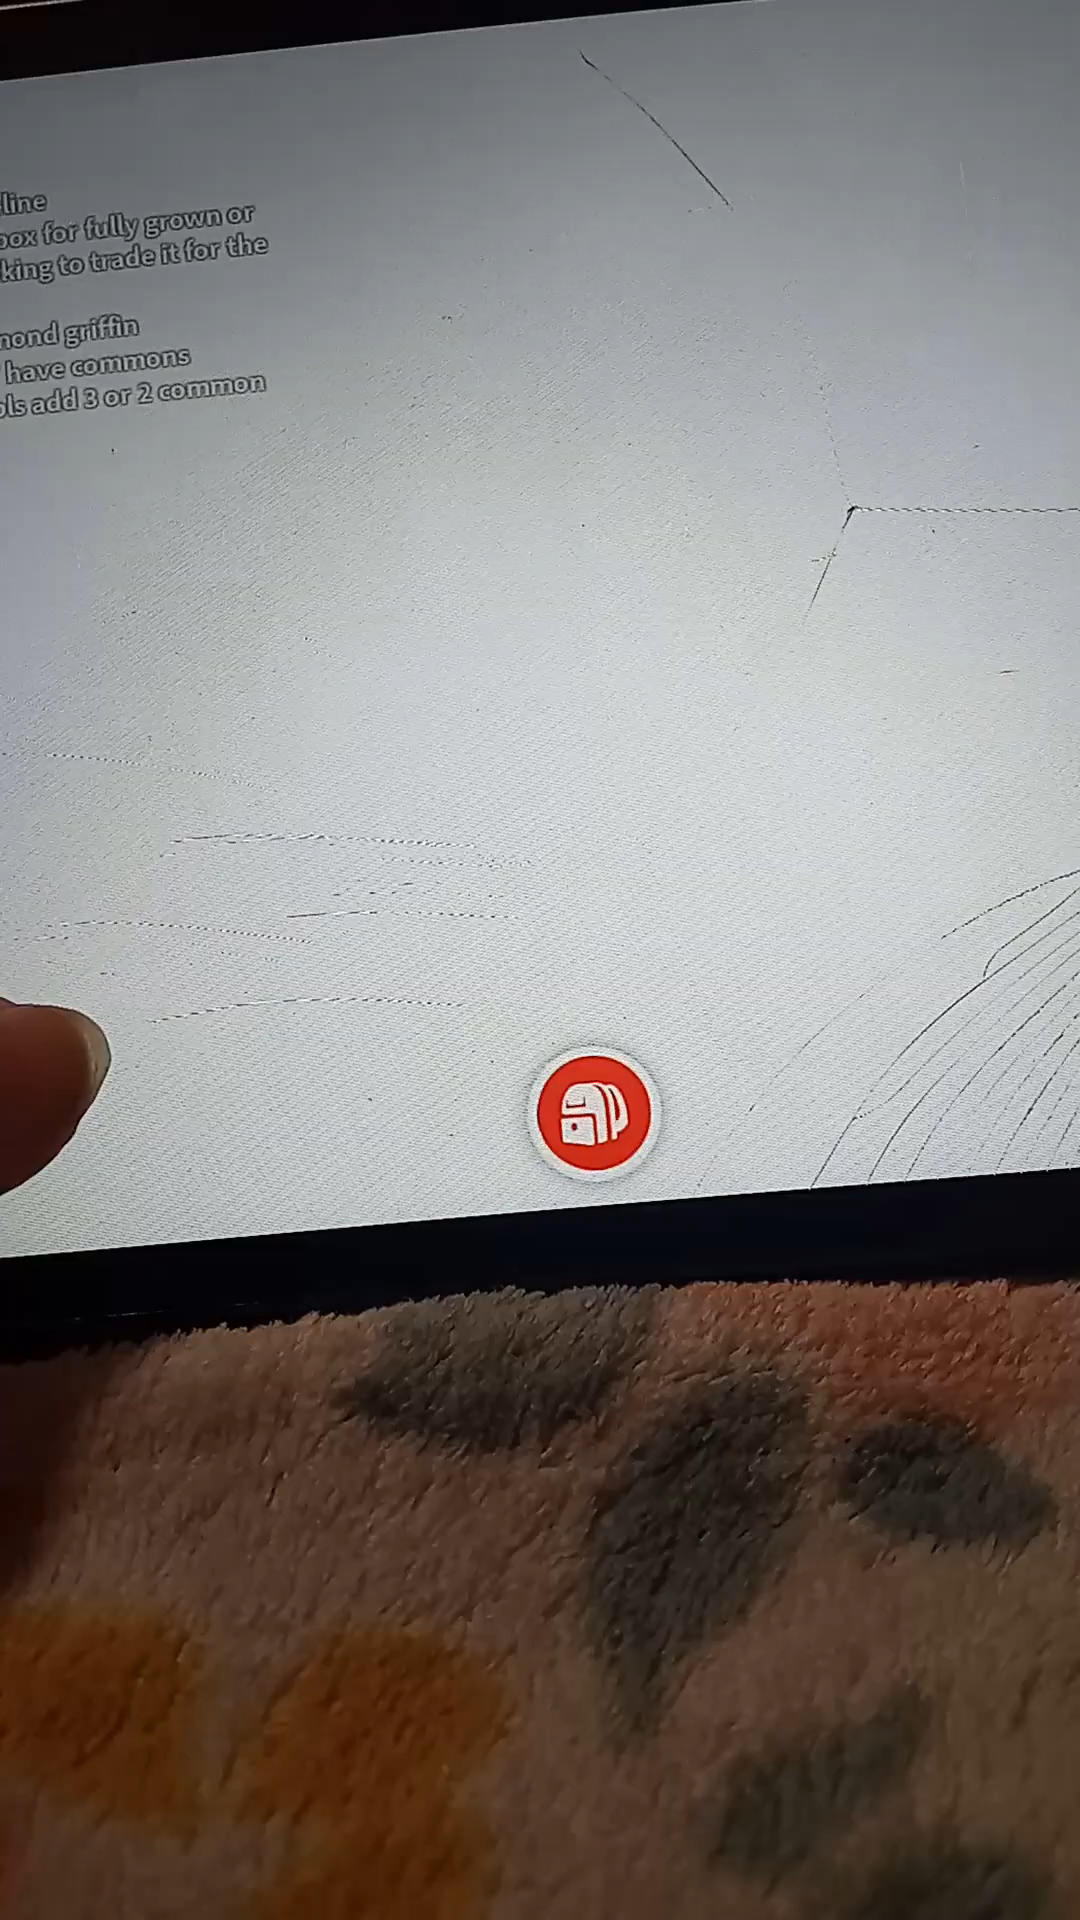 line
box for fully grown or
king to trade it for the
mond griffin
have commons
ols add 3 or 2 common